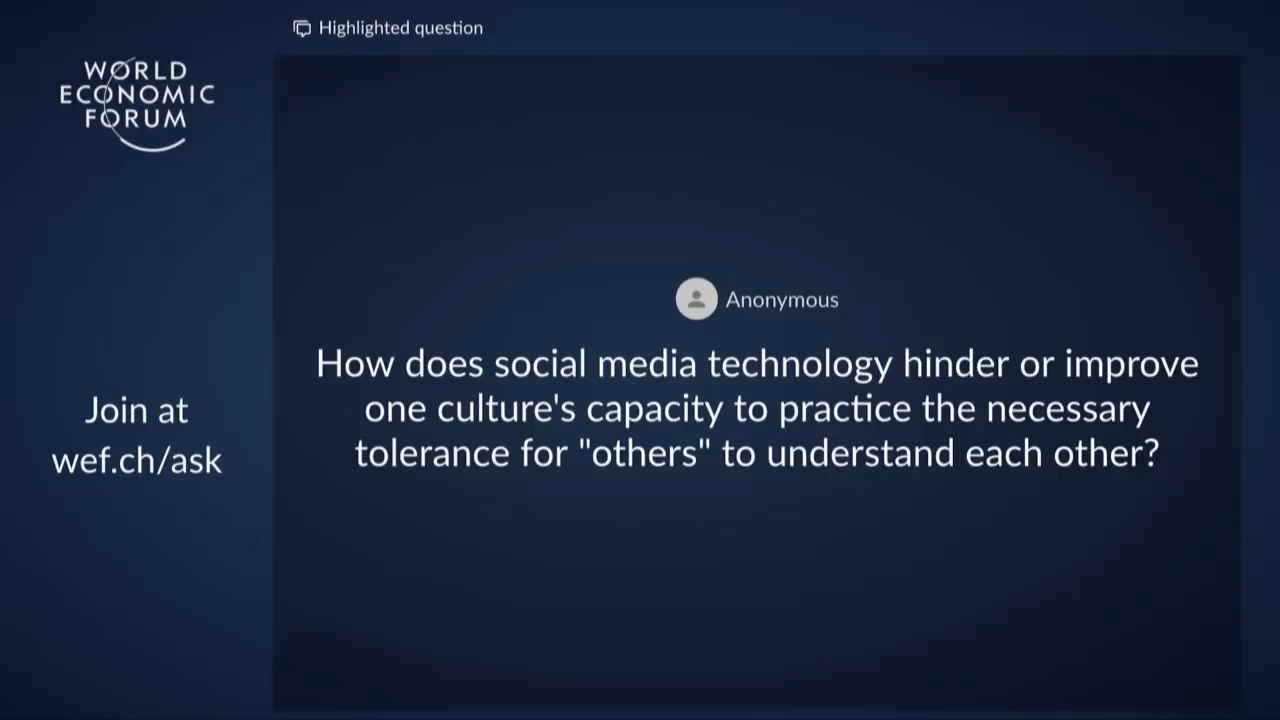 Highlighted question
WORLD
ECONOMIC
FORUM
Anonymous
How does social media technology hinder or improve
one culture's capacity to practice the necessary
tolerance for "others" to understand each other?
Join at
wef.ch/ask